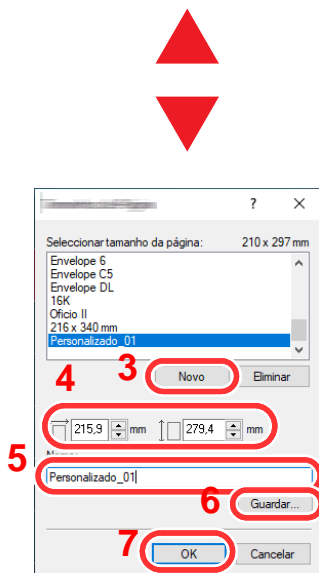 ? ×
Seleccionar tamanho da página: 210 x 297 mm
Envelope 6
Envelope C5
Envelope DL
16K
Oficio II
216 x 340 mm
Personalizado_01
4 3 Novo Eliminar
215,9 mm 279,4 mm
5
Personalizado_01
6 Guardar...
7 OK Cancelar